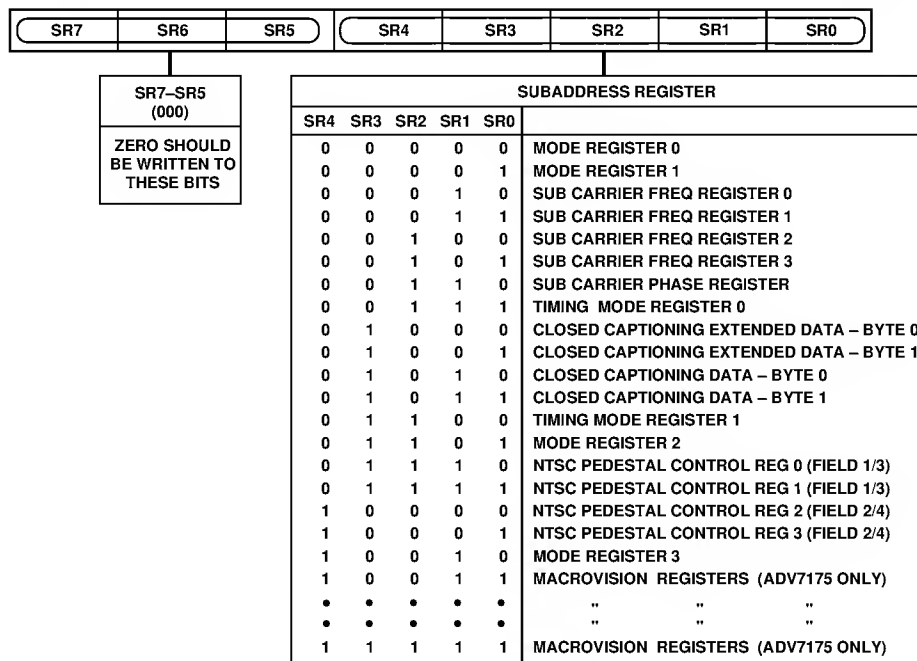 SR7 SR6 SR5 SR4 SR3 SR2 SR1 SR0
SR7–SR5
(000)
ZERO SHOULD
BE WRITTEN TO
THESE BITS
SUBADDRESS REGISTER
SR4 SR3 SR2 SR1 SR0
0 0 0 0 0 MODE REGISTER 0
0 0 0 0 1 MODE REGISTER 1
0 0 0 1 0 SUB CARRIER FREQ REGISTER 0
0 0 0 1 1 SUB CARRIER FREQ REGISTER 1
0 0 1 0 0 SUB CARRIER FREQ REGISTER 2
0 0 1 0 1 SUB CARRIER FREQ REGISTER 3
0 0 1 1 0 SUB CARRIER PHASE REGISTER
0 0 1 1 1 TIMING MODE REGISTER 0
0 1 0 0 0 CLOSED CAPTIONING EXTENDED DATA – BYTE 0
0 1 0 0 1 CLOSED CAPTIONING EXTENDED DATA – BYTE 1
0 1 0 1 0 CLOSED CAPTIONING DATA – BYTE 0
0 1 0 1 1 CLOSED CAPTIONING DATA – BYTE 1
0 1 1 0 0 TIMING MODE REGISTER 1
0 1 1 0 1 MODE REGISTER 2
0 1 1 1 0 NTSC PEDESTAL CONTROL REG 0 (FIELD 1/3)
0 1 1 1 1 NTSC PEDESTAL CONTROL REG 1 (FIELD 1/3)
1 0 0 0 0 NTSC PEDESTAL CONTROL REG 2 (FIELD 2/4)
1 0 0 0 1 NTSC PEDESTAL CONTROL REG 3 (FIELD 2/4)
1 0 0 1 0 MODE REGISTER 3
1 0 0 1 1 MACROVISION REGISTERS (ADV7175 ONLY)
• • • • • " " "
• • • • • " " "
1 1 1 1 1 MACROVISION REGISTERS (ADV7175 ONLY)